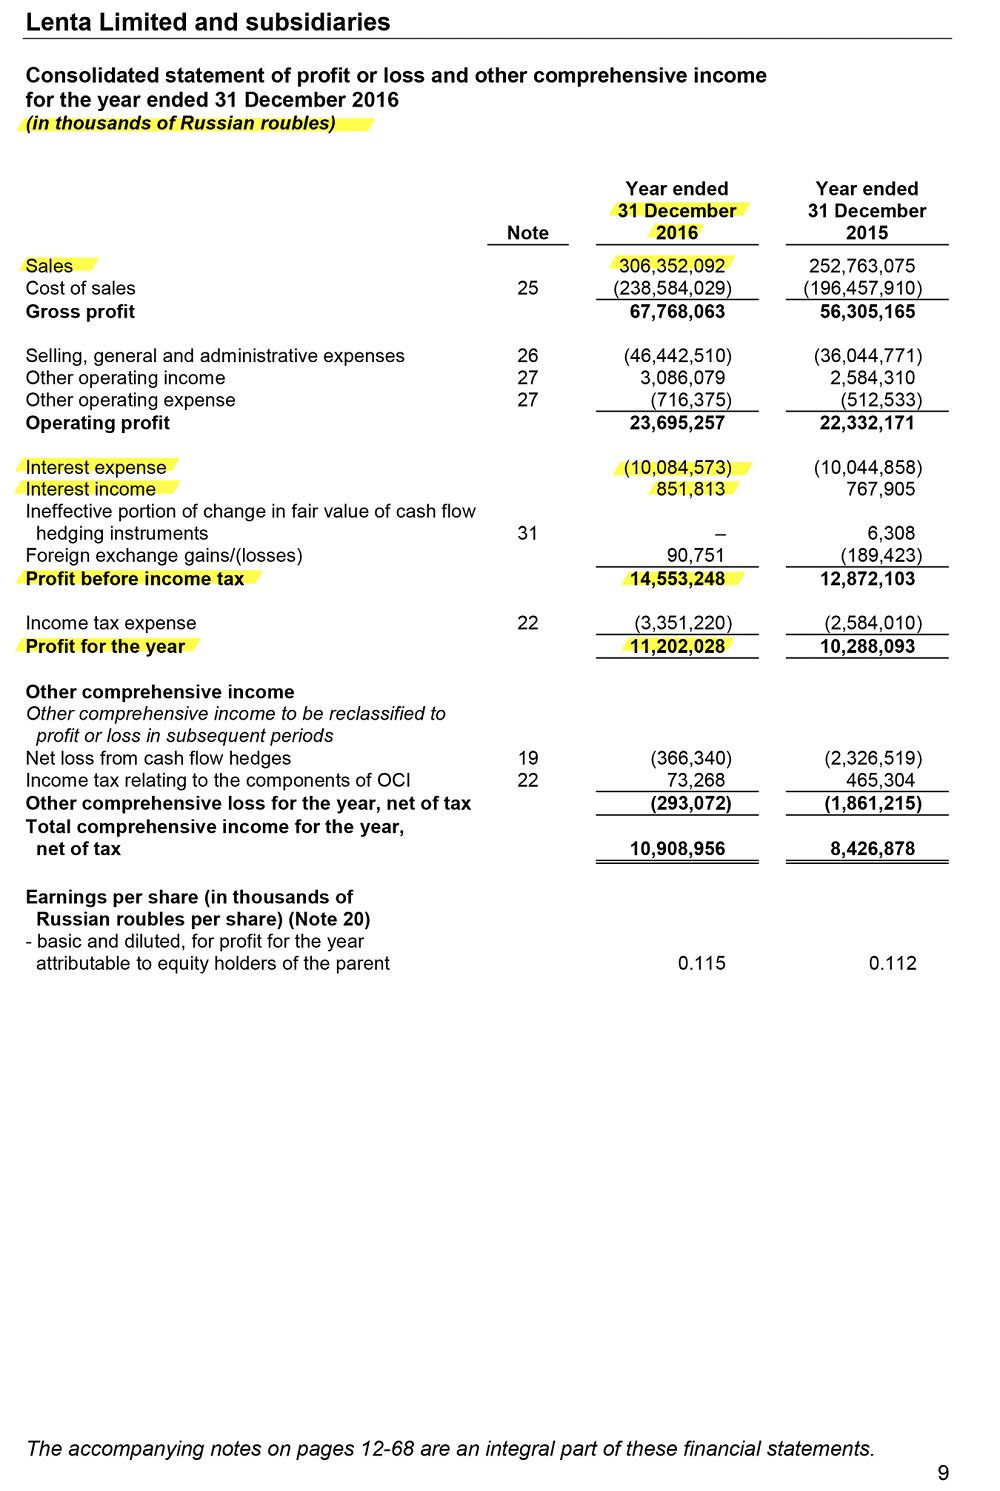 Lenta Limited and subsidiaries
Consolidated statement of profit or loss and other comprehensive income
for the year ended 31 December 2016
(in thousands of Russian roubles)
Year ended Year ended
31 December 31 December
Note 2016 2015
Sales 306,352,092 252,763,075
Cost of sales 25 (238,584,029) (196,457,910)
Gross profit 67,768,063 56,305,165
Selling, general and administrative expenses 26 (46,442,510) (36,044,771)
Other operating income 27 3,086,079 2,584,310
Other operating expense 27 (716,375) (512,533)
Operating profit 23,695,257 22,332,171
Interest expense (10,084,573) (10,044,858)
Interest income 851,813 767,905
Ineffective portion of change in fair value of cash flow
hedging instruments 31 – 6,308
Foreign exchange gains/(losses) 90,751 (189,423)
Profit before income tax 14,553,248 12,872,103
Income tax expense 22 (3,351,220) (2,584,010)
Profit for the year 11,202,028 10,288,093
Other comprehensive income
Other comprehensive income to be reclassified to
profit or loss in subsequent periods
Net loss from cash flow hedges 19 (366,340) (2,326,519)
Income tax relating to the components of OCI 22 73,268 465,304
Other comprehensive loss for the year, net of tax (293,072) (1,861,215)
Total comprehensive income for the year,
net of tax 10,908,956 8,426,878
Earnings per share (in thousands of
Russian roubles per share) (Note 20)
- basic and diluted, for profit for the year
attributable to equity holders of the parent 0.115 0.112
The accompanying notes on pages 12-68 are an integral part of these financial statements.
9